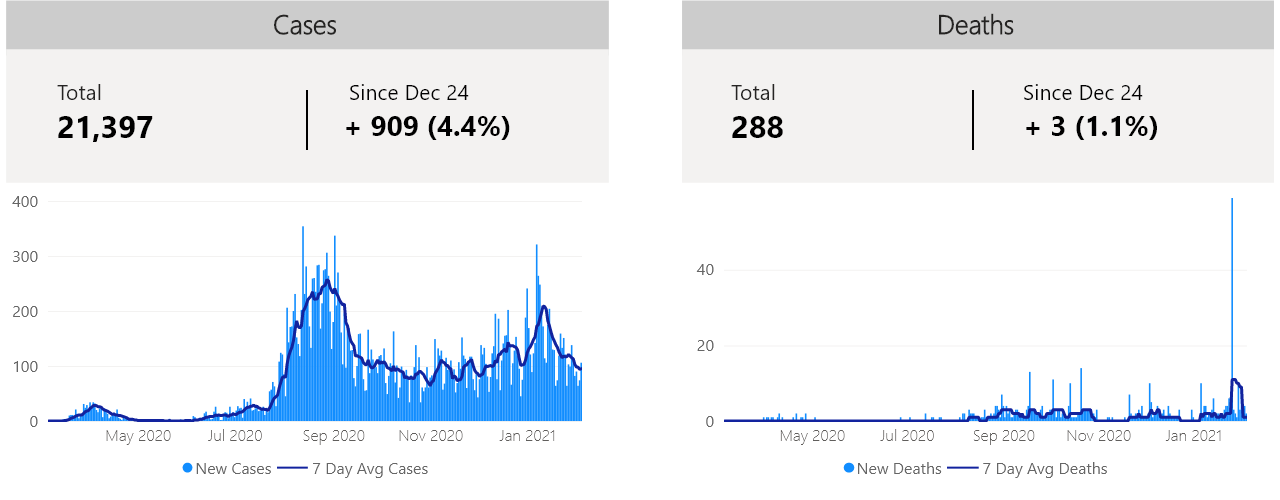 Cases
Total
21,397
Since Dec 24
+ 909 (4.4%)
400
300
200
100
0
May 2020 Jul 2020 Sep 2020 Nov 2020 Jan 2021
New Cases 7 Day Avg Cases
Deaths
Total
288
Since Dec 24
+ 3 (1.1%)
40
20
0
May 2020 Jul 2020 Sep 2020 Nov 2020 Jan 2021
New Deaths 7 Day Avg Deaths